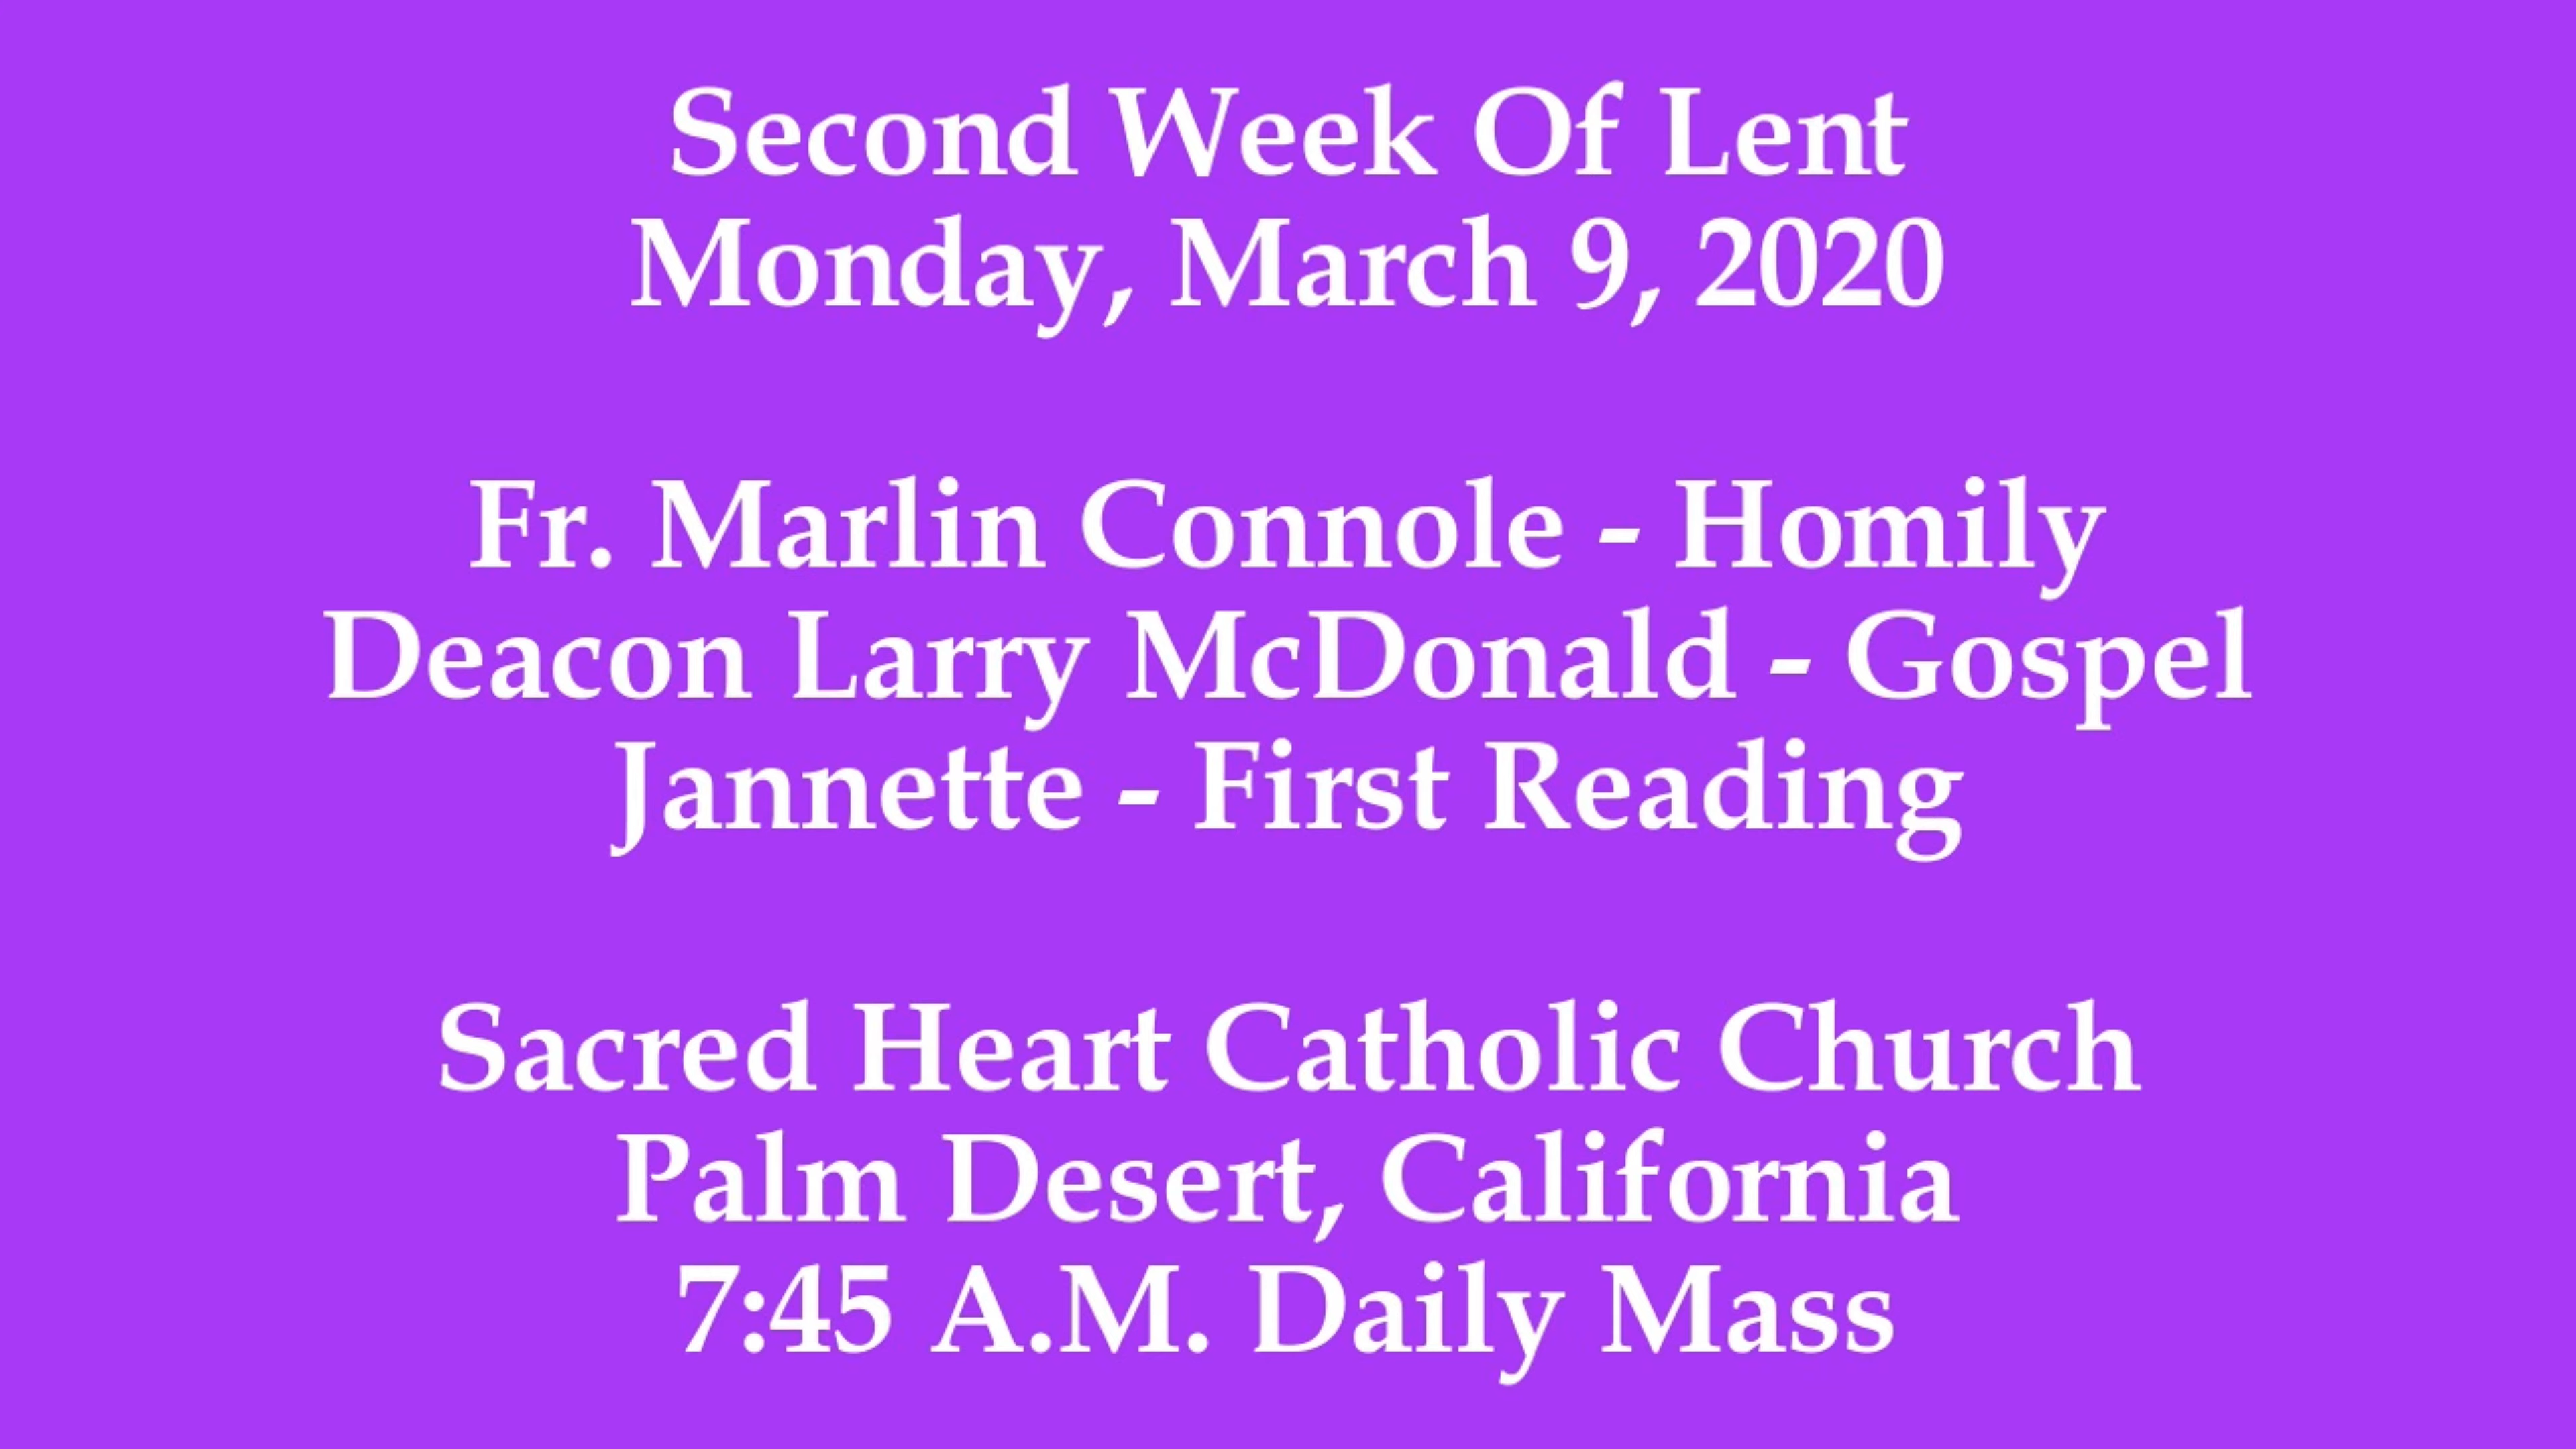 Second Week Of Lent
Monday, March 9, 2020
Fr. Marlin Connole - Homily
Deacon Larry McDonald - Gospel
Jannette - First Reading
Sacred Heart Catholic Church
Palm Desert, California
7:45 A.M. Daily Mass